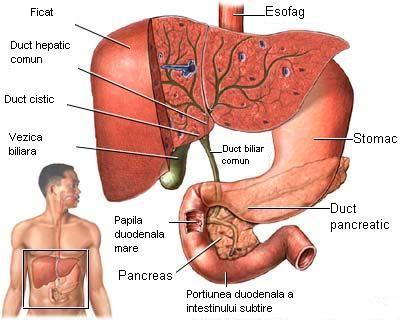 Ficat
Esofag
Duct hepatic
comun
Duct cistic
Vezica
biliara
Duct biliar
comun
Stomac
Papila
duodenala
mare
Duct
pancreatic
Pancreas
Portiunea duodenala a
intestinului subtire